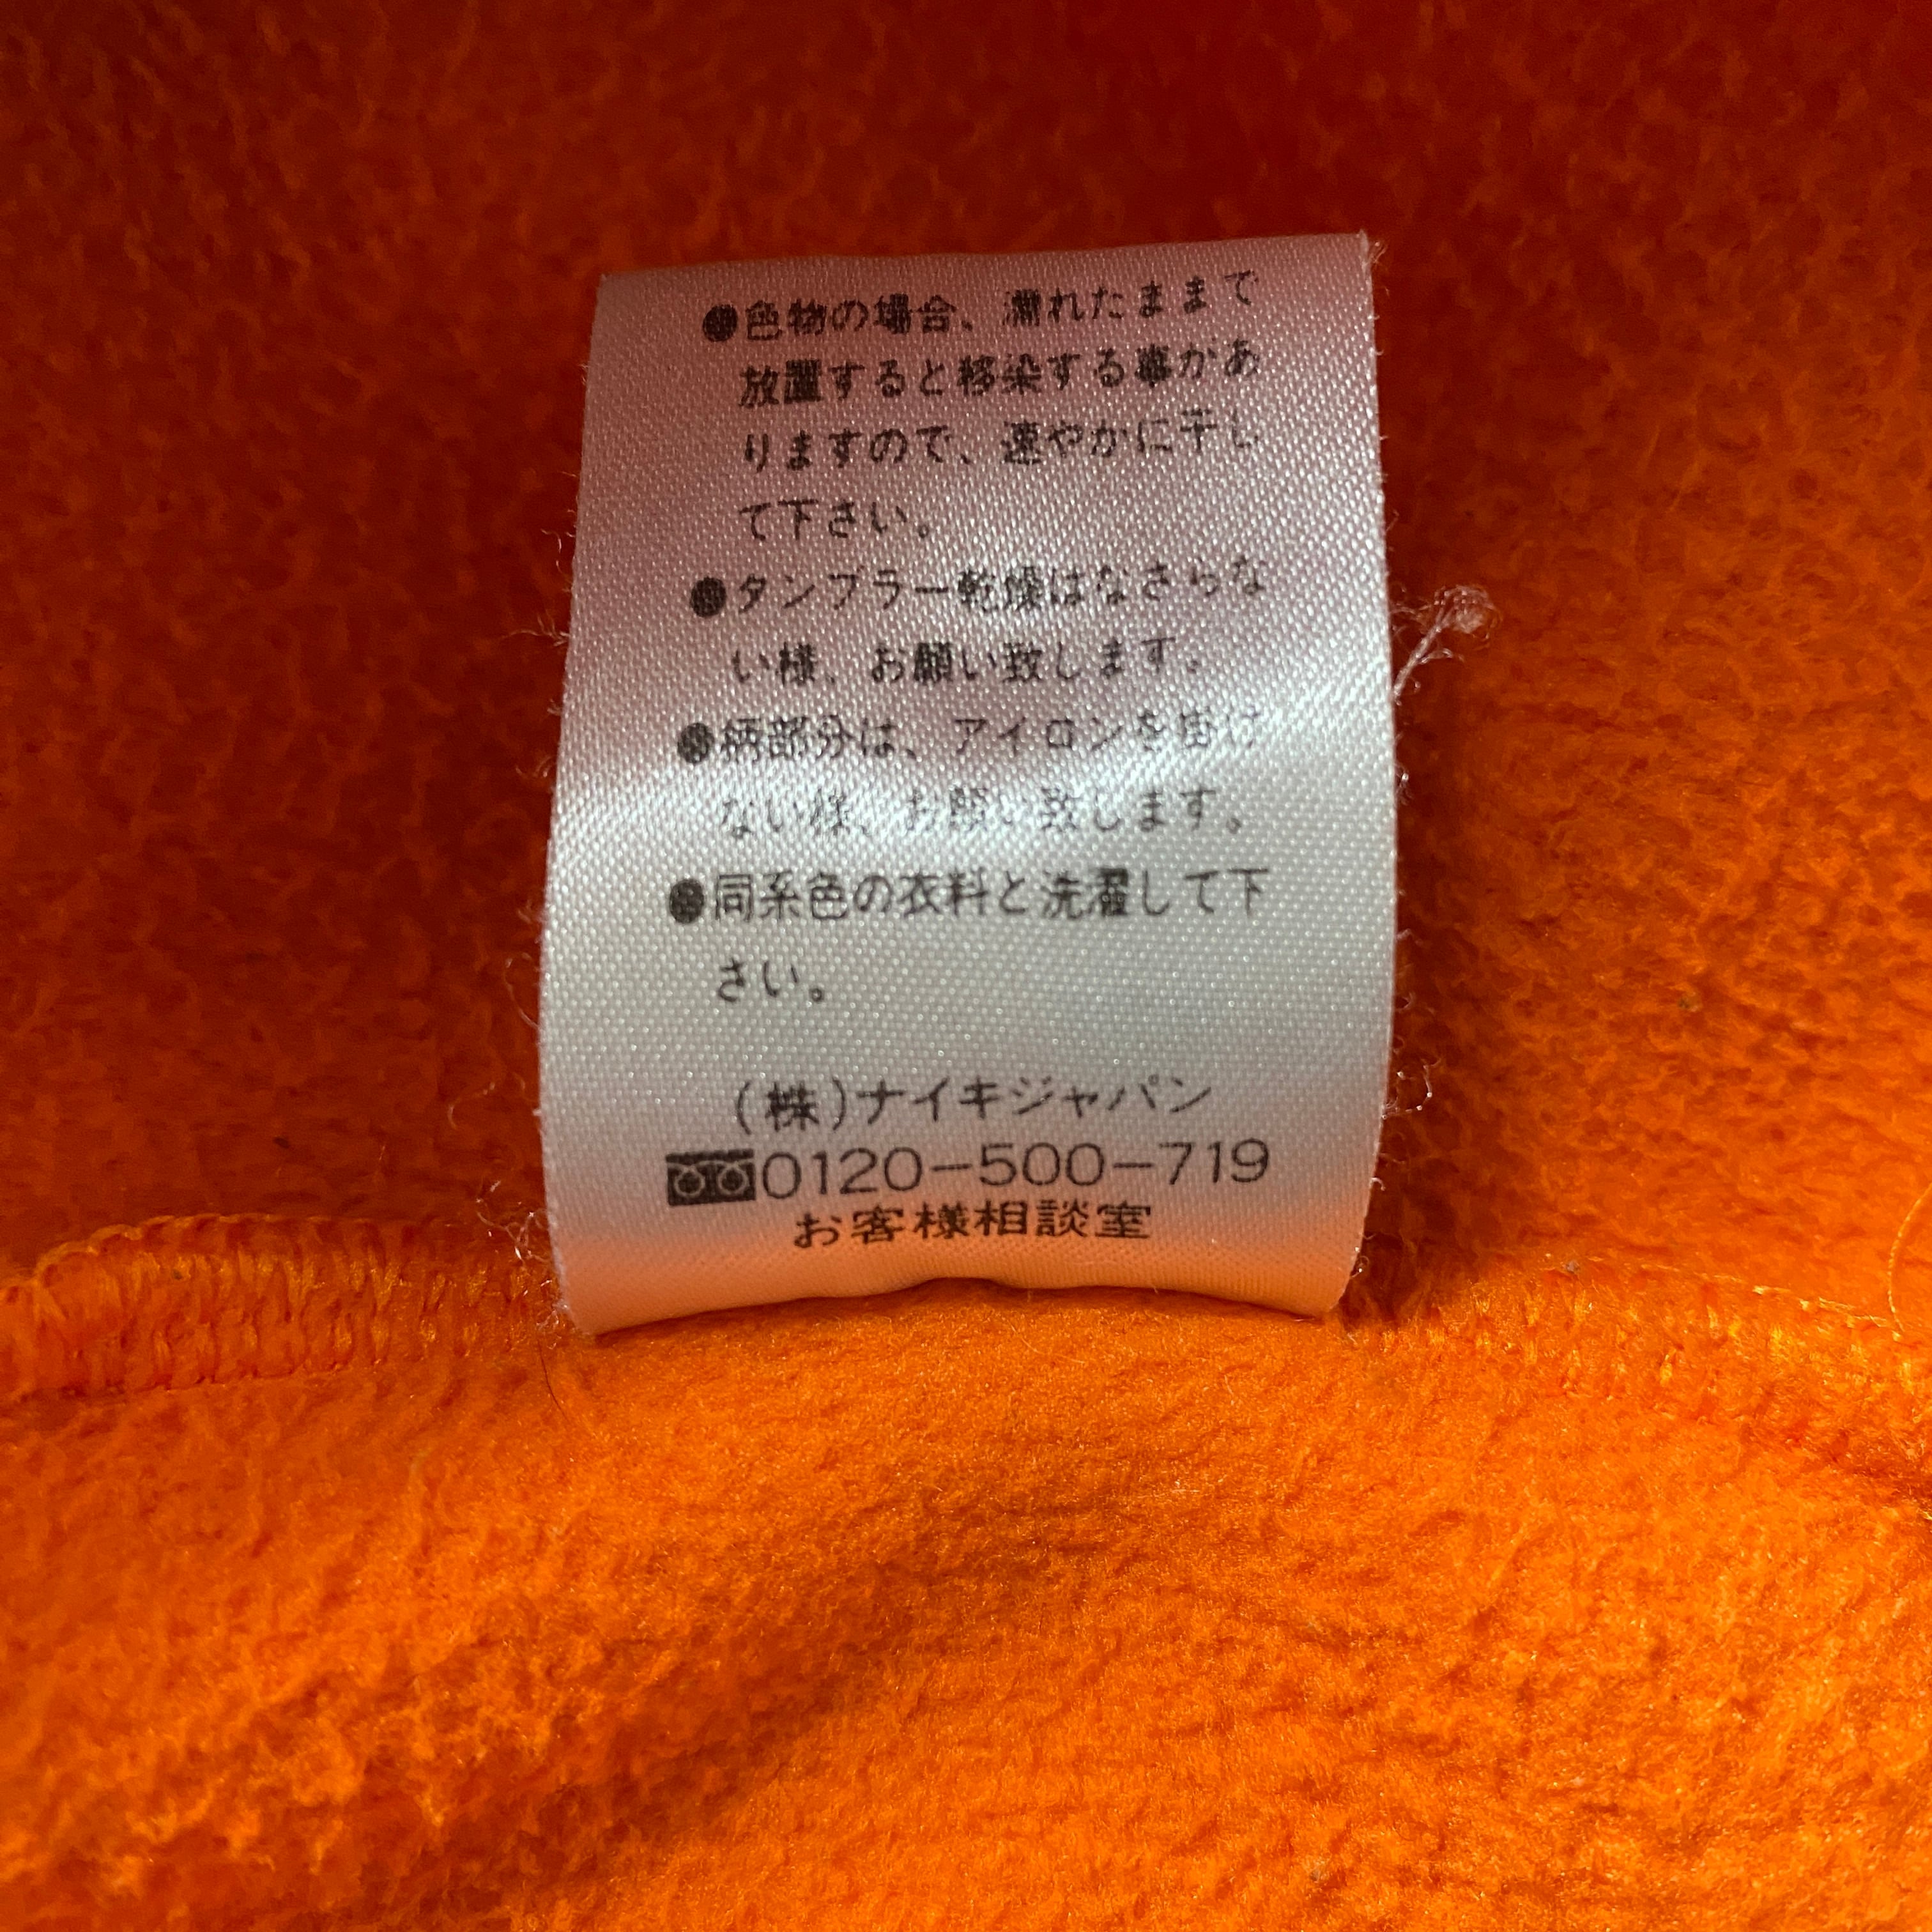 ●色物の場合、濡れたままで
放置すると移染する事があ
りますので、速やかに干し
て下さい。
●タンブラー乾燥はなさらな
い様、お願い致します。
●柄部分は、アイロンを掛け
ない様、お願い致します。
●同系色の衣料と洗濯して下
さい。
(株)ナイキジャパン
0120-500-719
お客様相談室